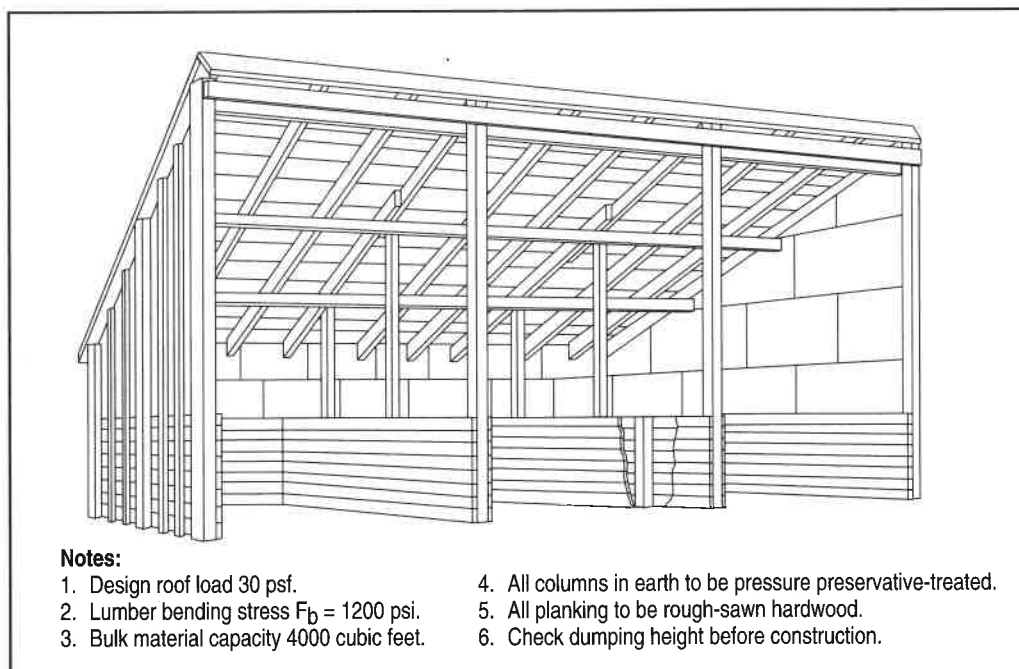 Notes:
1. Design roof load 30 psf.
2. Lumber bending stress Fb = 1200 psi.
3. Bulk material capacity 4000 cubic feet.
4. All columns in earth to be pressure preservative-treated.
5. All planking to be rough-sawn hardwood.
6. Check dumping height before construction.